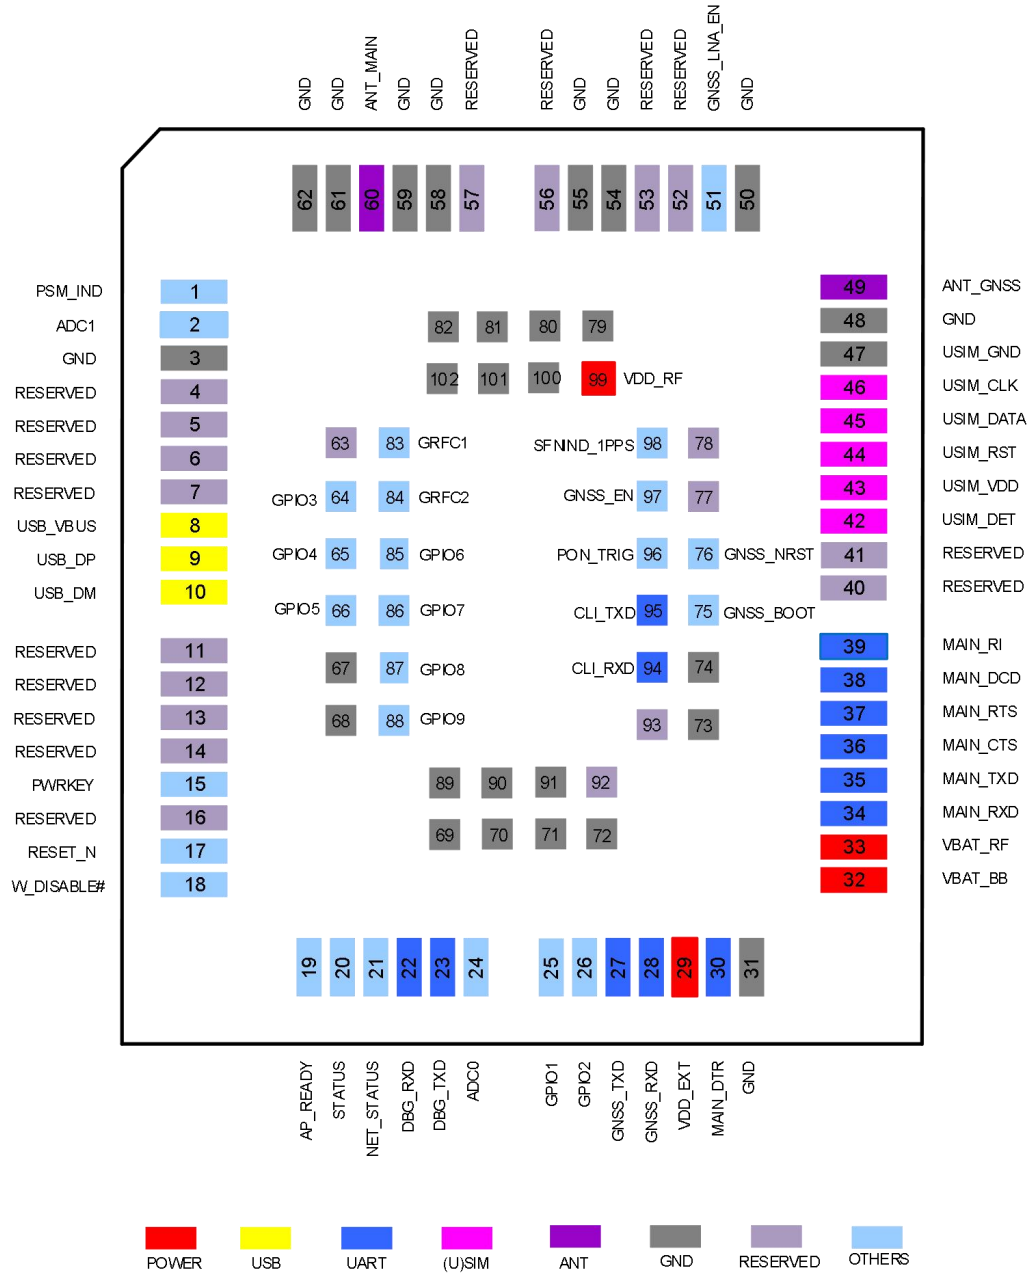 GND GND ANT_MAIN GND GND RESERVED RESERVED GND GND RESERVED RESERVED GNSS_LNA_EN GND
62 61 60 59 58 57 56 55 54 53 52 51 50
PSM_IND 1
ADC1 2
GND 3
RESERVED 4
RESERVED 5
RESERVED 6
RESERVED 7
USB_VBUS 8
USB_DP 9
USB_DM 10
RESERVED 11
RESERVED 12
RESERVED 13
RESERVED 14
PWRKEY 15
RESERVED 16
RESET_N 17
W_DISABLE# 18
82 81 80 79
102 101 100 99 VDD_RF
63 83 GRFC1
GPIO3 64 84 GRFC2
GPIO4 65 85 GPIO6
GPIO5 66 86 GPIO7
67 87 GPIO8
68 88 GPIO9
SFNIND_1PPS 98 78
GNSS_EN 97 77
PON_TRIG 96 76 GNSS_NRST
CLI_TXD 95 75 GNSS_BOOT
CLI_RXD 94 74
93 73
89 90 91 92
69 70 71 72
49 ANT_GNSS
48 GND
47 USIM_GND
46 USIM_CLK
45 USIM_DATA
44 USIM_RST
43 USIM_VDD
42 USIM_DET
41 RESERVED
40 RESERVED
39 MAIN_RI
38 MAIN_DCD
37 MAIN_RTS
36 MAIN_CTS
35 MAIN_TXD
34 MAIN_RXD
33 VBAT_RF
32 VBAT_BB
19 20 21 22 23 24 25 26 27 28 29 30 31
AP_READY STATUS NET_STATUS DBG_RXD DBG_TXD ADC0 GPIO1 GPIO2 GNSS_TXD GNSS_RXD VDD_EXT MAIN_DTR GND
POWER USB UART (U)SIM ANT GND RESERVED OTHERS